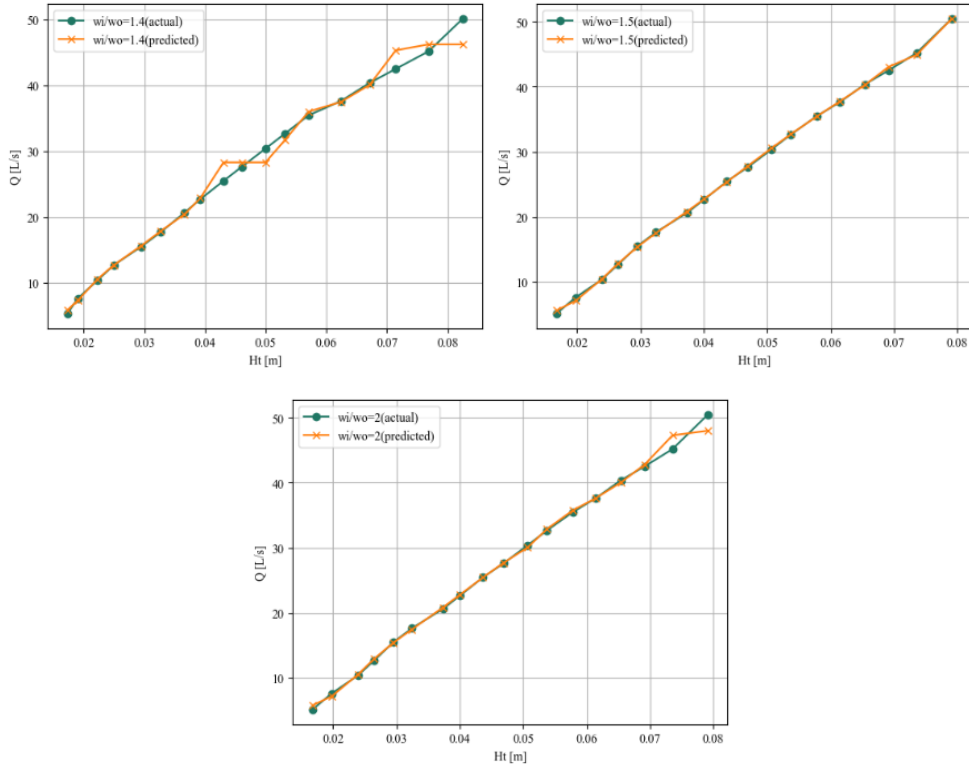 wi/wo=1.4(actual)
wi/wo=1.4(predicted)
50
40
30
20
10
Q [L/s]
0.02 0.03 0.04 0.05 0.06 0.07 0.08
Ht [m]
wi/wo=1.5(actual)
wi/wo=1.5(predicted)
50
40
30
20
10
Q [L/s]
0.02 0.03 0.04 0.05 0.06 0.07 0.08
Ht [m]
wi/wo=2(actual)
wi/wo=2(predicted)
50
40
30
20
10
Q [L/s]
0.02 0.03 0.04 0.05 0.06 0.07 0.08
Ht [m]